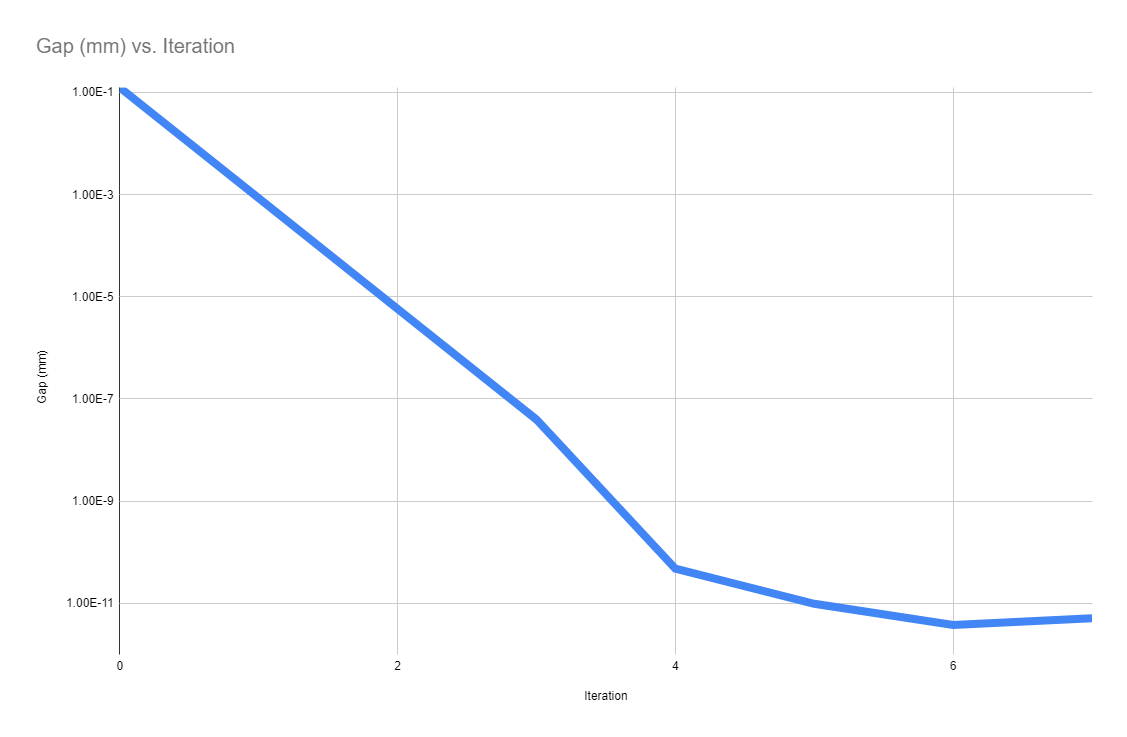 Gap (mm) vs. Iteration
1.00E-1
1.00E-3
1.00E-5
1.00E-7
1.00E-9
1.00E-11
Gap (mm)
0
2
4
6
Iteration